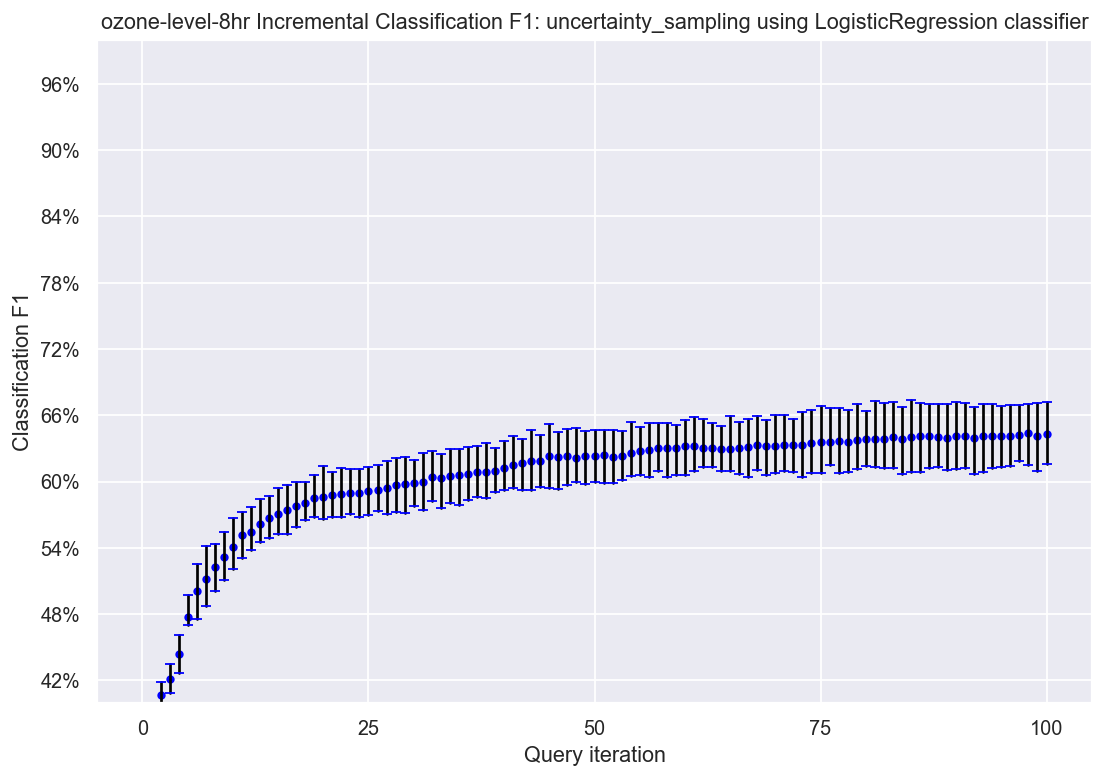 ozone-level-8hr Incremental Classification F1: uncertainty_sampling using LogisticRegression classifier
96%
90%
84%
78%
72%
66%
60%
54%
48%
42%
Classification F1
0 25 50 75 100
Query iteration